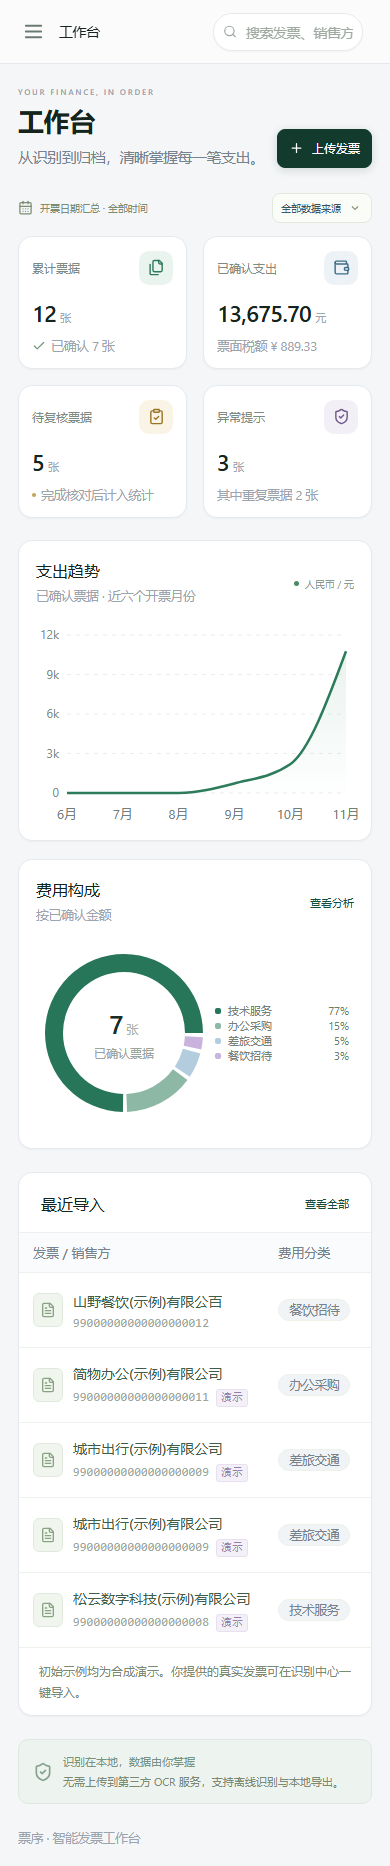 工作台
搜索发票、销售方
YOUR FINANCE, IN ORDER
工作台
从识别到归档，清晰掌握每一笔支出。
上传发票
开票日期汇总 · 全部时间
全部数据来源
累计票据
12 张
已确认 7 张
已确认支出
13,675.70 元
票面税额 ¥ 889.33
待复核票据
5 张
完成核对后计入统计
异常提示
3 张
其中重复票据 2 张
支出趋势
已确认票据 · 近六个开票月份
人民币 / 元
12k
9k
6k
3k
0
6月 7月 8月 9月 10月 11月
费用构成
按已确认金额
查看分析
7 张
已确认票据
技术服务 77%
办公采购 15%
差旅交通 5%
餐饮招待 3%
最近导入
查看全部
发票 / 销售方 费用分类
山野餐饮(示例)有限公百
99000000000000000012
餐饮招待
简物办公(示例)有限公司
99000000000000000011 演示
办公采购
城市出行(示例)有限公司
99000000000000000009 演示
差旅交通
城市出行(示例)有限公司
99000000000000000009 演示
差旅交通
松云数字科技(示例)有限公司
99000000000000000008 演示
技术服务
初始示例均为合成演示。你提供的真实发票可在识别中心一
键导入。
识别在本地，数据由你掌握
无需上传到第三方 OCR 服务，支持离线识别与本地导出。
票序 · 智能发票工作台